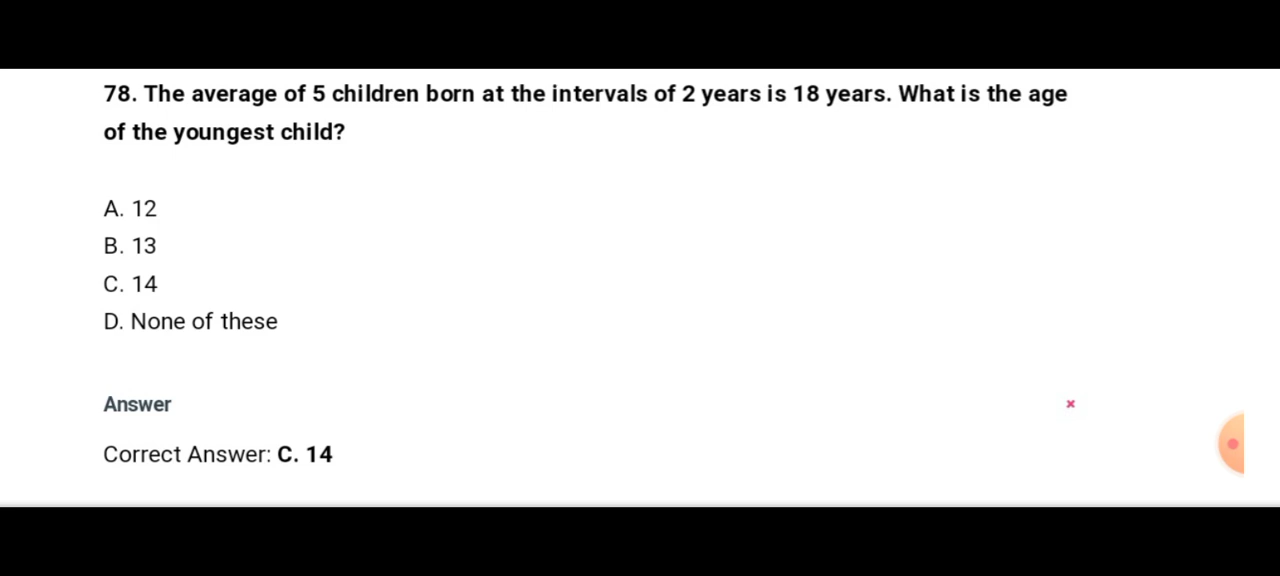 78. The average of 5 children born at the intervals of 2 years is 18 years. What is the age
of the youngest child?
A. 12
B. 13
C. 14
D. None of these
Answer
Correct Answer: C. 14